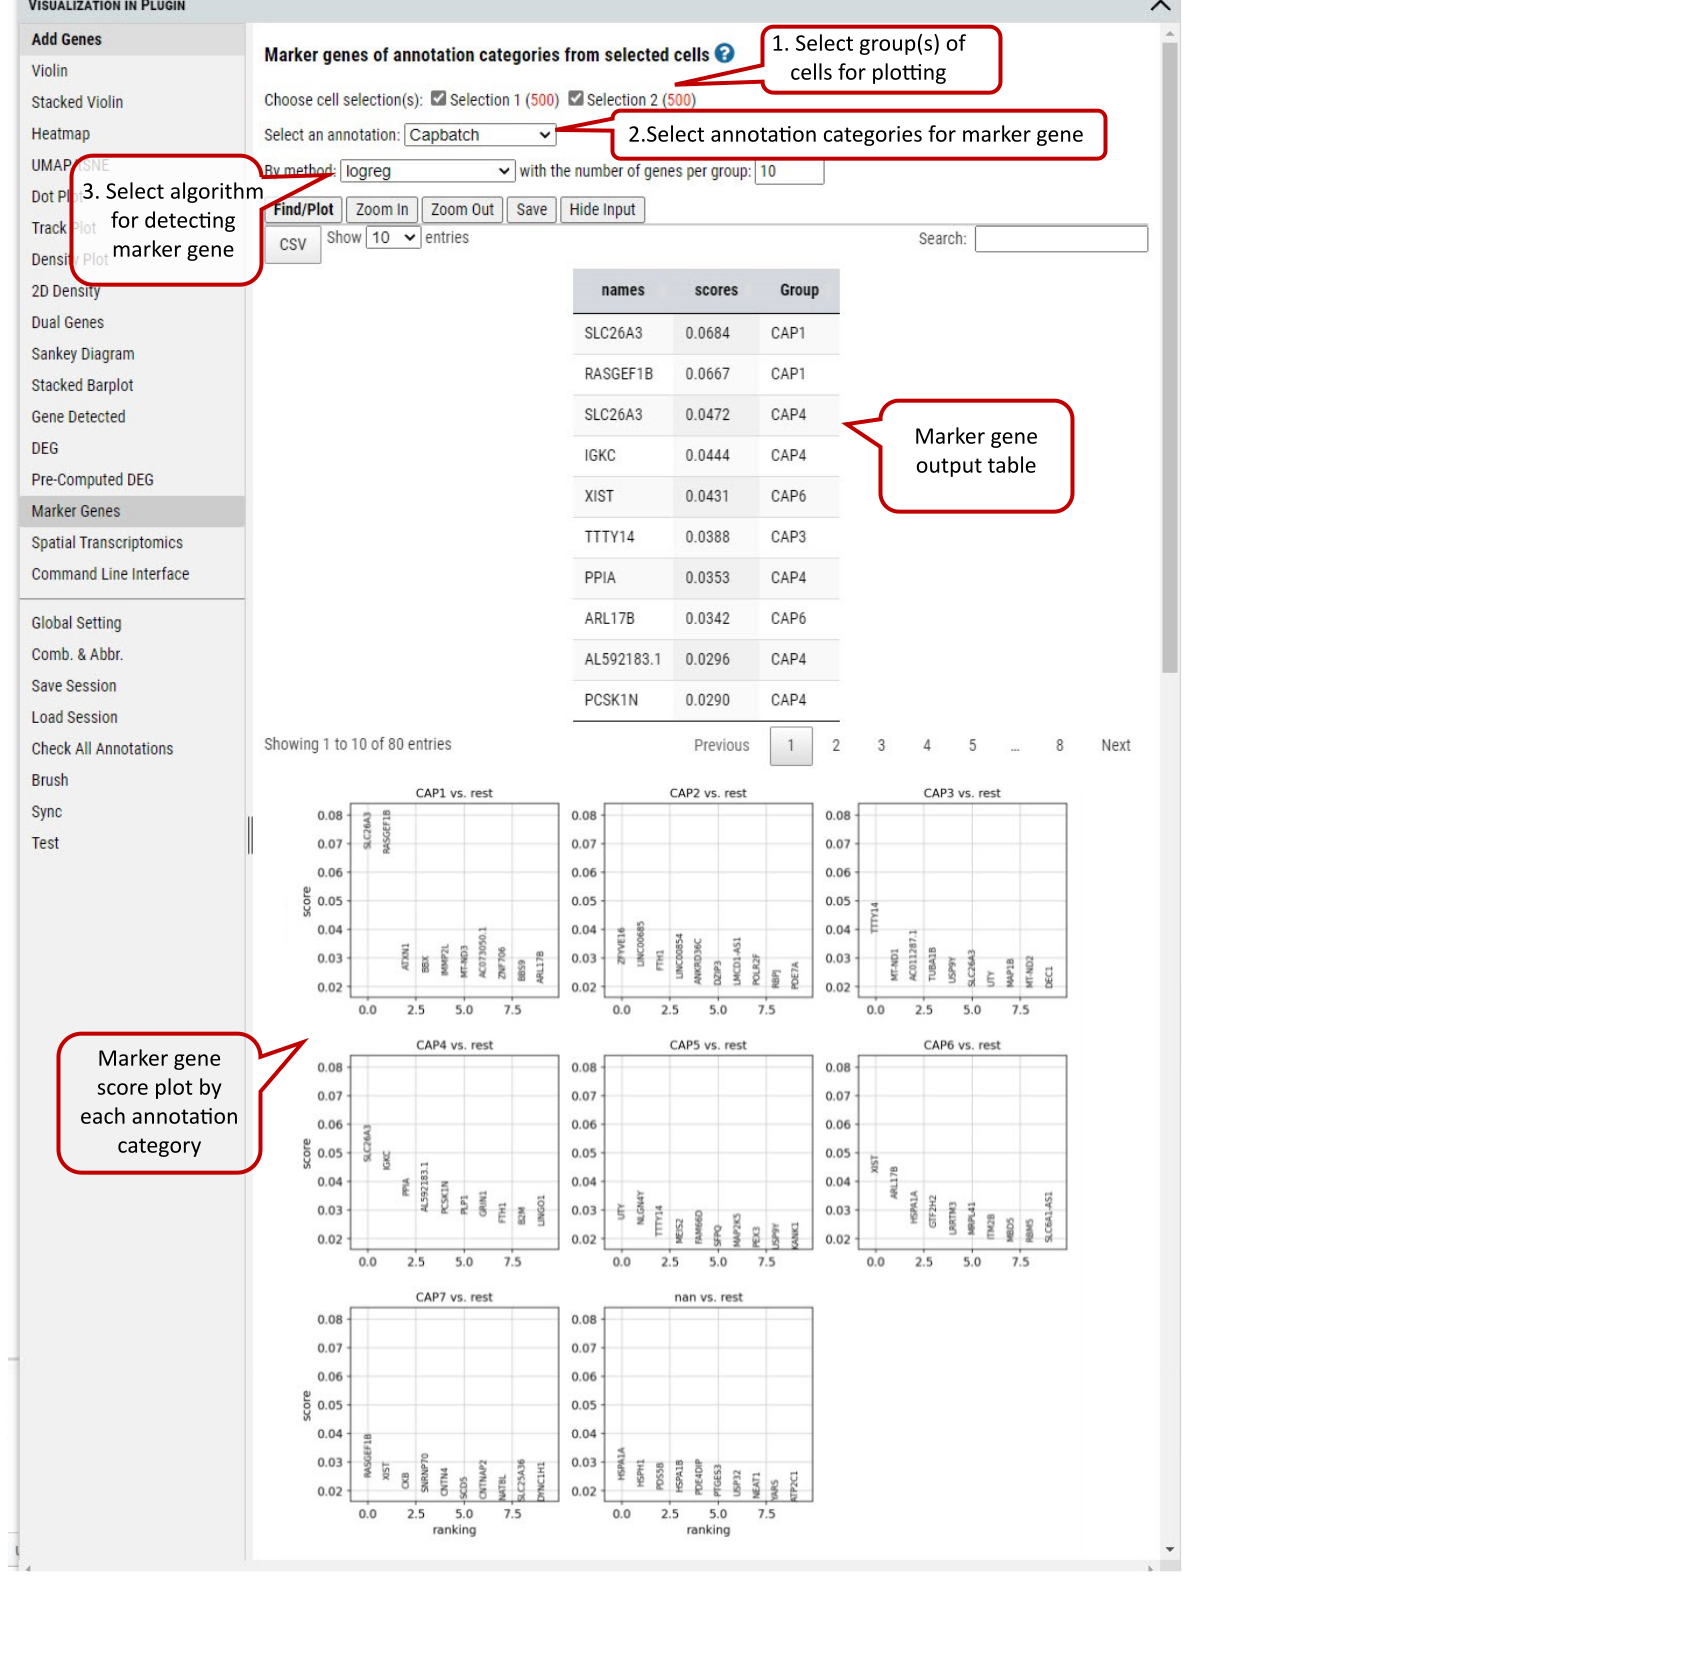 VISUALIZATION IN PLUGIN
Add Genes
Violin
Stacked Violin
Heatmap
UMAP/TSNE
Dot Plot
Track Plot
Density Plot
2D Density
Dual Genes
Sankey Diagram
Stacked Barplot
Gene Detected
DEG
Pre-Computed DEG
Marker Genes
Spatial Transcriptomics
Command Line Interface
Global Setting
Comb. & Abbr.
Save Session
Load Session
Check All Annotations
Brush
Sync
Test
Marker genes of annotation categories from selected cells ?
1. Select group(s) of
cells for plotting
Choose cell selection(s): Selection 1 (500) Selection 2 (500)
Select an annotation: Capbatch
2.Select annotation categories for marker gene
By method: logreg with the number of genes per group: 10
3. Select algorithm
for detecting
marker gene
Find/Plot Zoom In Zoom Out Save Hide Input
CSV Show 10 entries Search:
names scores Group
SLC26A3 0.0684 CAP1
RASGEF1B 0.0667 CAP1
SLC26A3 0.0472 CAP4
IGKC 0.0444 CAP4
XIST 0.0431 CAP6
TTTY14 0.0388 CAP3
PPIA 0.0353 CAP4
ARL17B 0.0342 CAP6
AL592183.1 0.0296 CAP4
PCSK1N 0.0290 CAP4
Marker gene
output table
Showing 1 to 10 of 80 entries Previous 1 2 3 4 5 ... 8 Next
Marker gene
score plot by
each annotation
category
CAP1 vs. rest
score
0.08
0.07
0.06
0.05
0.04
0.03
0.02
SLC26A3
RASGEF1B
ATXN1
BBX
IMMP2L
MT-ND3
AC073050.1
ZNF706
BBS9
ARL17B
0.0 2.5 5.0 7.5
CAP2 vs. rest
0.08
0.07
0.06
0.05
0.04
0.03
0.02
ZFYVE16
LINC00685
FTH1
LINC00854
ANKRD36C
DZIP3
LMCD1-AS1
POLR2F
RBPJ
PDE7A
0.0 2.5 5.0 7.5
CAP3 vs. rest
0.08
0.07
0.06
0.05
0.04
0.03
0.02
TTTY14
MT-ND1
AC011287.1
TUBA1B
USP9Y
SLC26A3
UTY
MAP1B
MT-ND2
DEC1
0.0 2.5 5.0 7.5
CAP4 vs. rest
score
0.08
0.07
0.06
0.05
0.04
0.03
0.02
SLC26A3
IGKC
PPIA
AL592183.1
PCSK1N
PLP1
GRIN1
FTH1
B2M
LINGO1
0.0 2.5 5.0 7.5
CAP5 vs. rest
0.08
0.07
0.06
0.05
0.04
0.03
0.02
UTY
NLGN4Y
TTTY14
MEIS2
FAM66D
SFPQ
MAP2K5
PEX3
USP9Y
KANK1
0.0 2.5 5.0 7.5
CAP6 vs. rest
0.08
0.07
0.06
0.05
0.04
0.03
0.02
XIST
ARL17B
HSPA1A
GTF2H2
LRRTM3
MRPL41
ITM2B
MBD5
RBM5
SLC6A1-AS1
0.0 2.5 5.0 7.5
CAP7 vs. rest
score
0.08
0.07
0.06
0.05
0.04
0.03
0.02
RASGEF1B
XIST
CKB
SNRNP70
CNTN4
SCD5
CNTNAP2
NAT8L
SLC25A36
DYNC1H1
0.0 2.5 5.0 7.5
ranking
nan vs. rest
0.08
0.07
0.06
0.05
0.04
0.03
0.02
HSPA1A
HSPH1
PDS5B
HSPA1B
PDE4DIP
PTGES3
USP32
NEAT1
YARS
ATP2C1
0.0 2.5 5.0 7.5
ranking